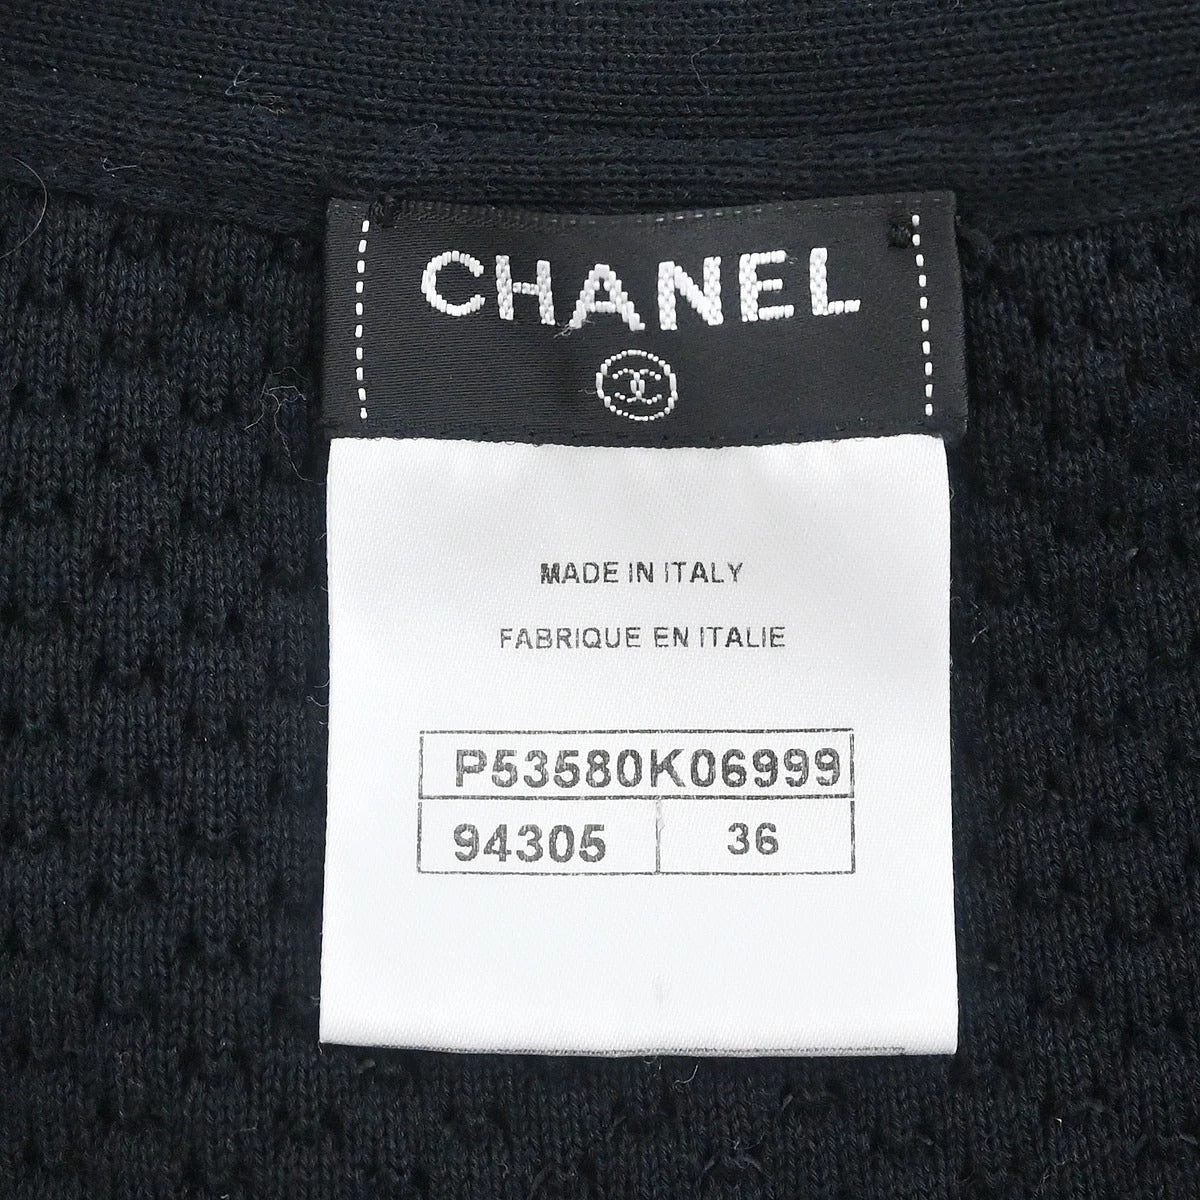 CHANEL
MADE IN ITALY
FABRIQUE EN ITALIE
P53580K06999
94305 36